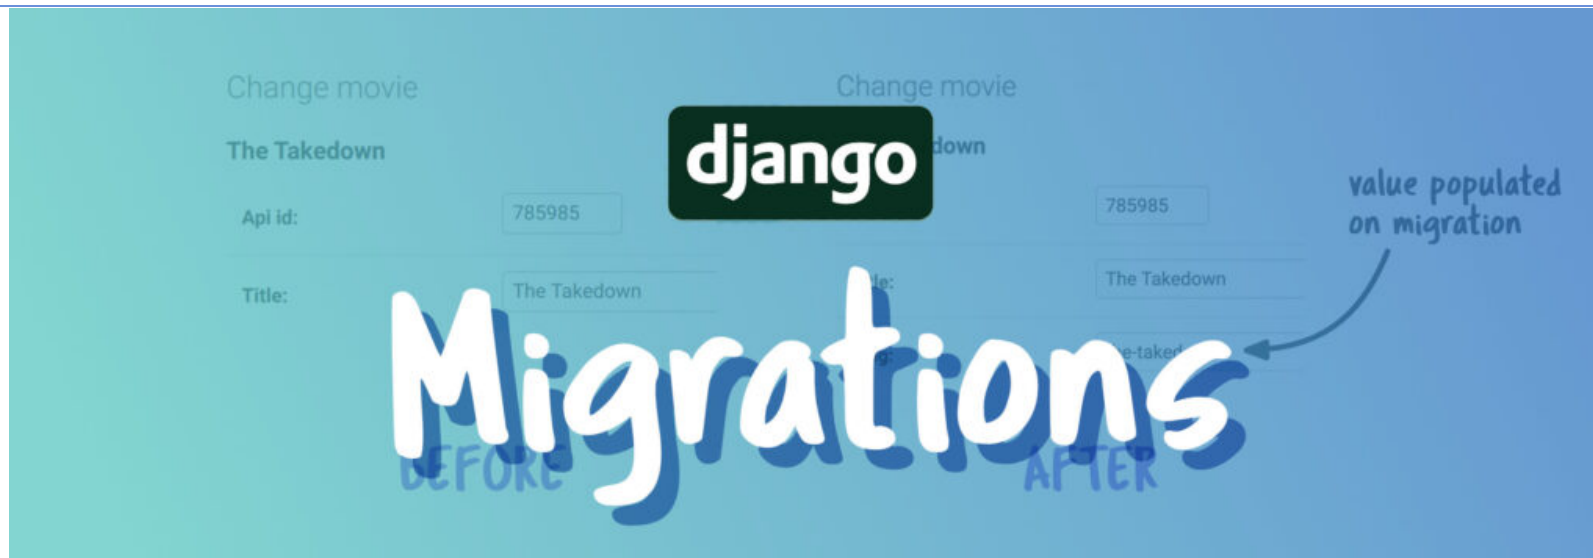 Change movie
The Takedown
Api id:
785985
Title:
The Takedown
BEFORE
django
Migrations
Change movie
785985
The Takedown
AFTER
value populated
on migration